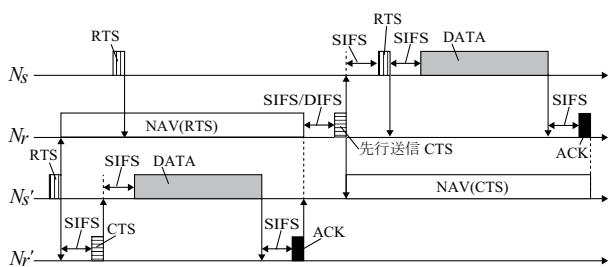 SIFS RTS SIFS DATA
RTS
Ns
SIFS/DIFS
SIFS
NAV(RTS)
Nr
RTS
SIFS DATA
先行送信 CTS
ACK
NAV(CTS)
Ns'
SIFS CTS
SIFS
ACK
Nr'